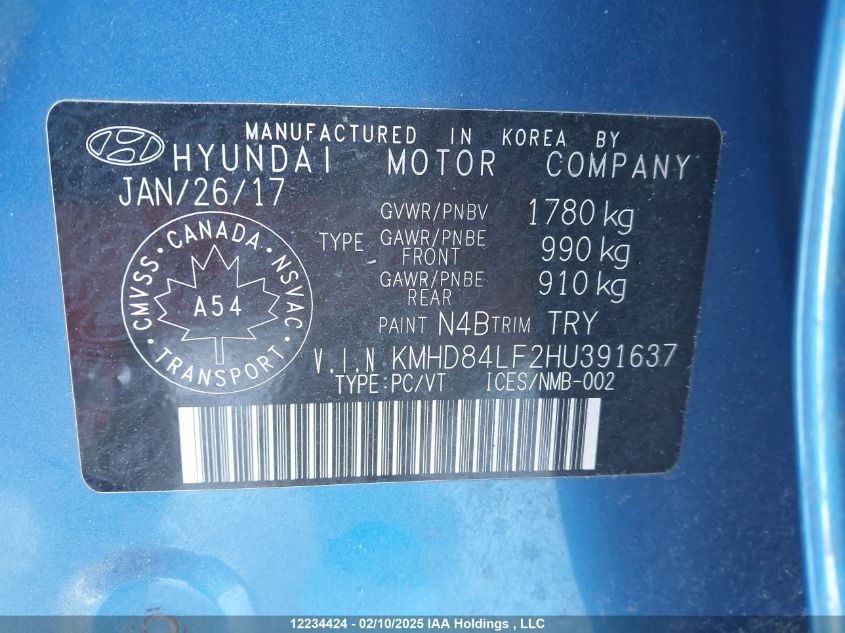 MANUFACTURED IN KOREA BY
HYUNDAI MOTOR COMPANY
JAN/26/17
GVWR/PNBV 1780 kg
TYPE GAWR/PNBE FRONT 990 kg
GAWR/PNBE REAR 910 kg
PAINT N4B TRIM TRY
CMVSS · CANADA · NSVAC · TRANSPORT ·
A54
V.I.N KMHD84LF2HU391637
TYPE:PC/VT ICES/NMB-002
12234424 - 02/10/2025 IAA Holdings , LLC